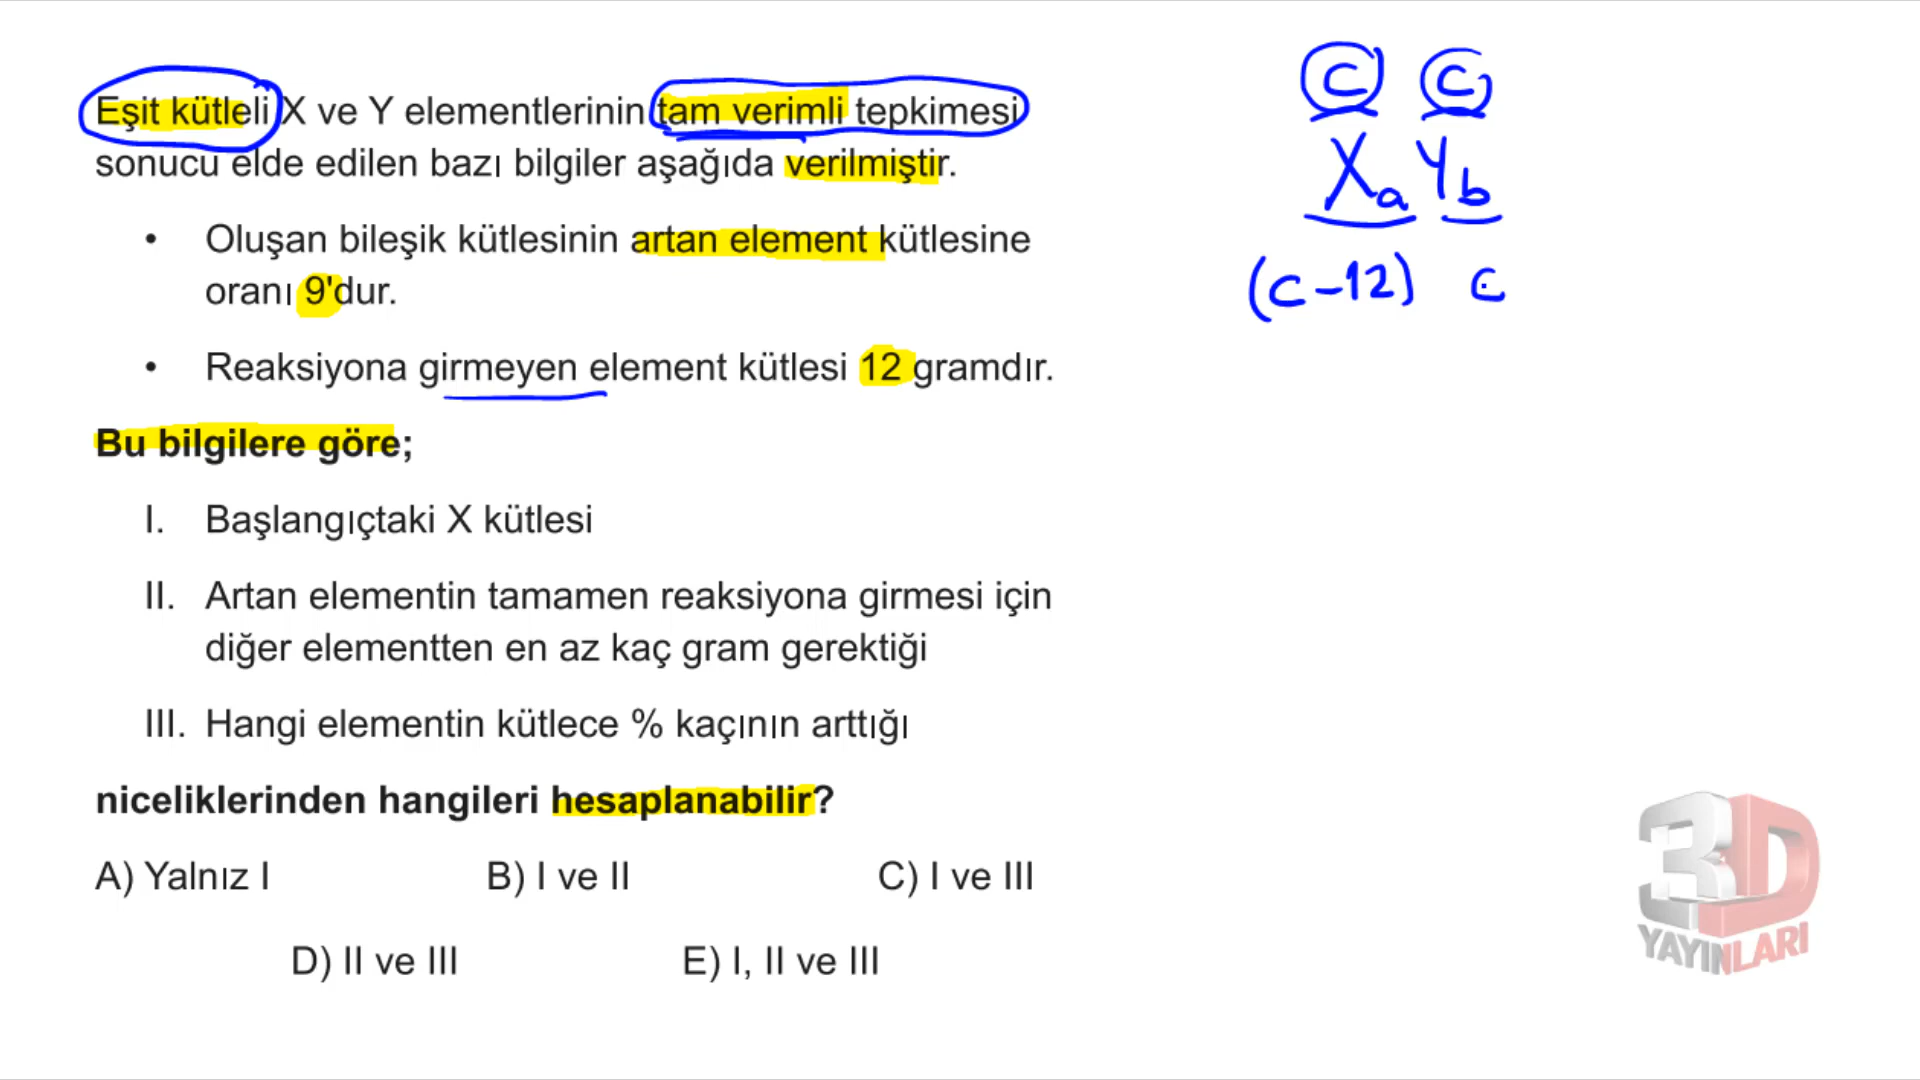 Eşit kütleli X ve Y elementlerinin tam verimli tepkimesi
sonucu elde edilen bazı bilgiler aşağıda verilmiştir.
• Oluşan bileşik kütlesinin artan element kütlesine
oranı 9'dur.
• Reaksiyona girmeyen element kütlesi 12 gramdır.
Bu bilgilere göre;
I. Başlangıçtaki X kütlesi
II. Artan elementin tamamen reaksiyona girmesi için
diğer elementten en az kaç gram gerektiği
III. Hangi elementin kütlece % kaçının arttığı
niceliklerinden hangileri hesaplanabilir?
A) Yalnız I B) I ve II C) I ve III
D) II ve III E) I, II ve III
c c
Xa Yb
(c-12) c
3D
YAYINLARI